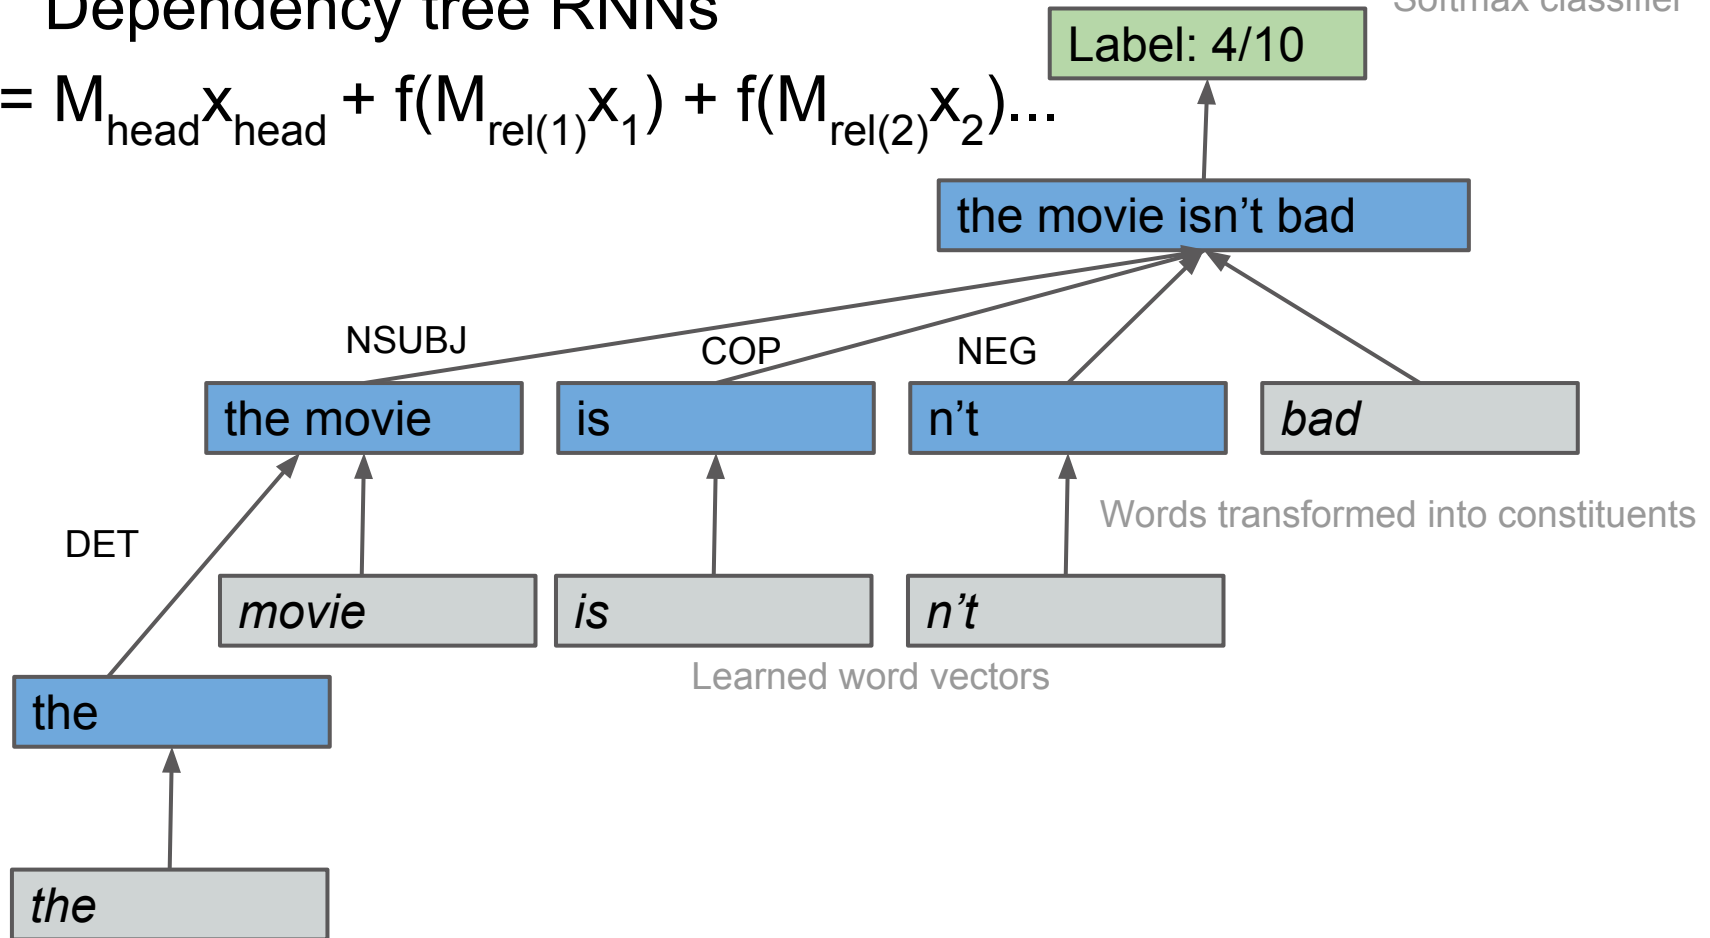 Dependency tree RNNs
Softmax classifier
Label: 4/10
= M_head x_head + f(M_rel(1) x_1) + f(M_rel(2) x_2)...
the movie isn't bad
NSUBJ
COP
NEG
the movie
is
n't
bad
Words transformed into constituents
DET
movie
is
n't
Learned word vectors
the
the